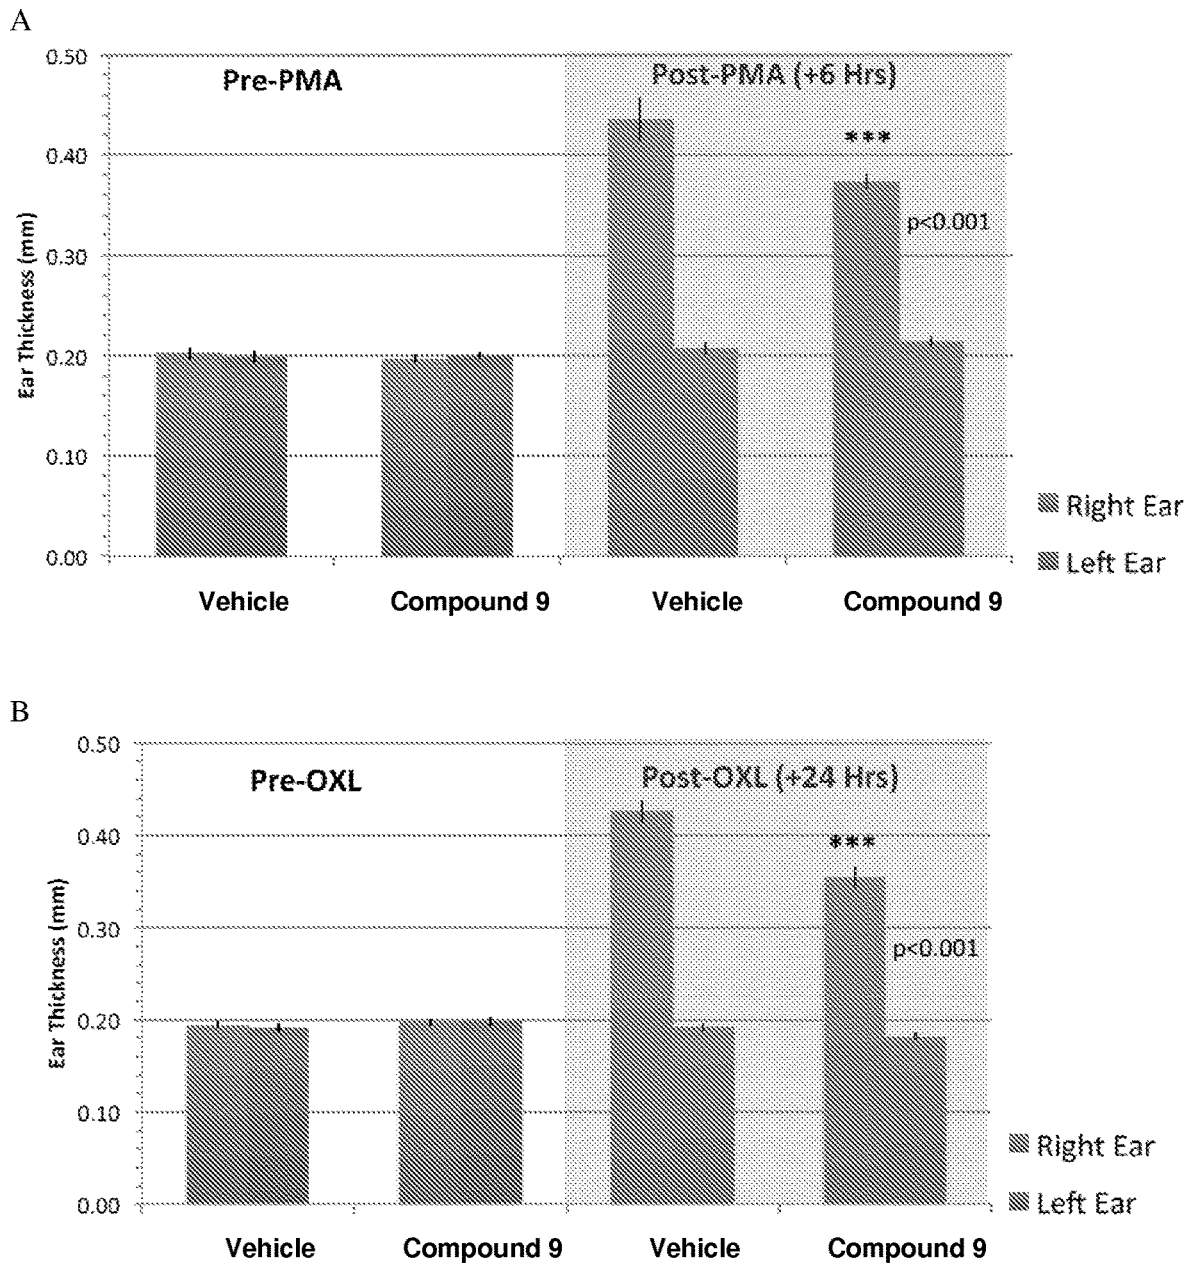 A
Pre-PMA
Post-PMA (+6 Hrs)
0.50
0.40
0.30
0.20
0.10
0.00
Ear Thickness (mm)
***
p<0.001
Right Ear
Left Ear
Vehicle
Compound 9
Vehicle
Compound 9
B
Pre-OXL
Post-OXL (+24 Hrs)
0.50
0.40
0.30
0.20
0.10
0.00
Ear Thickness (mm)
***
p<0.001
Right Ear
Left Ear
Vehicle
Compound 9
Vehicle
Compound 9